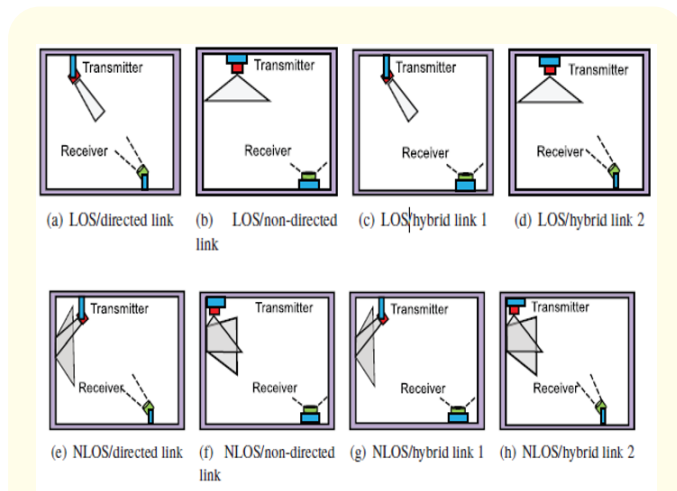 Transmitter
Transmitter
Transmitter
Transmitter
Receiver
Receiver
Receiver
Receiver
(a) LOS/directed link
(b) LOS/non-directed
link
(c) LOS/hybrid link 1
(d) LOS/hybrid link 2
Transmitter
Transmitter
Transmitter
Transmitter
Receiver
Receiver
Receiver
Receiver
(e) NLOS/directed link
(f) NLOS/non-directed
link
(g) NLOS/hybrid link 1
(h) NLOS/hybrid link 2